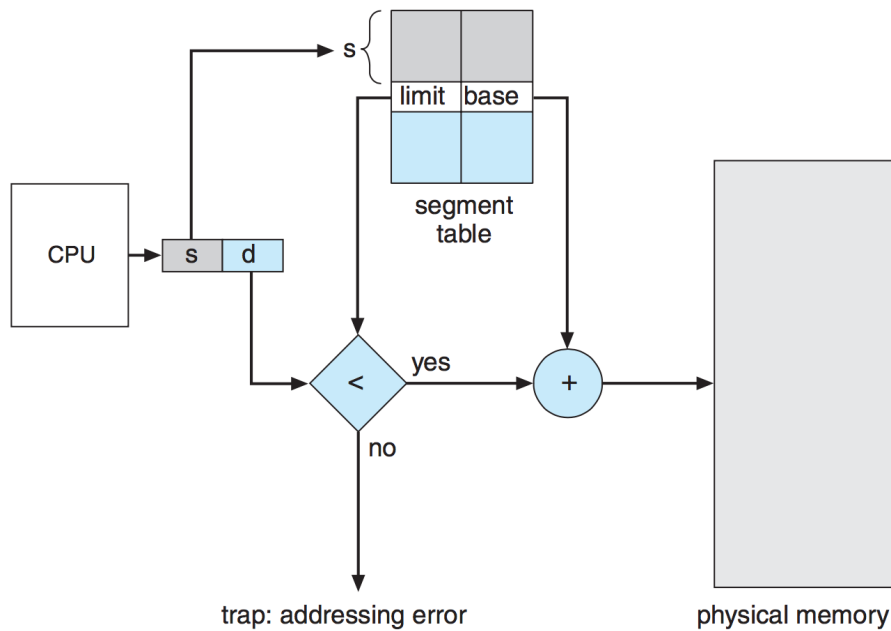 s
limit base
segment
table
CPU
s d
<
yes
+
no
trap: addressing error
physical memory